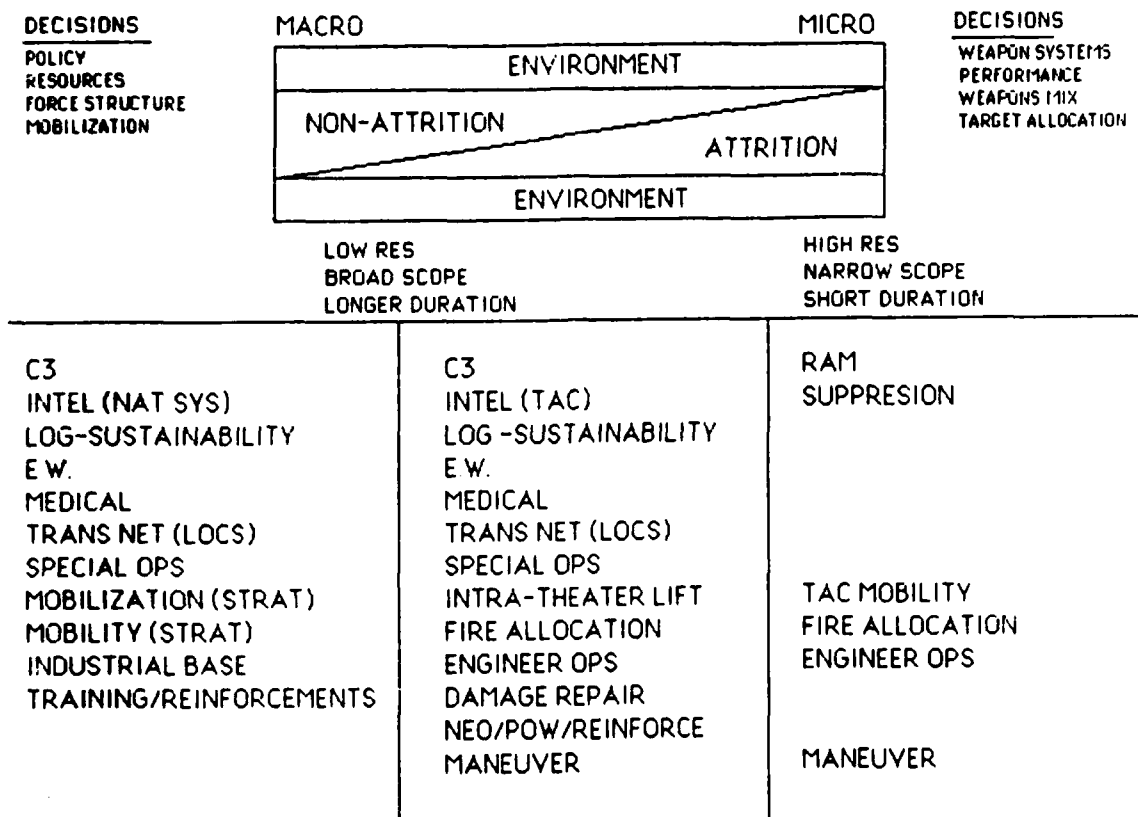 DECISIONS
POLICY
RESOURCES
FORCE STRUCTURE
MOBILIZATION
MACRO
MICRO
DECISIONS
WEAPON SYSTEMS
PERFORMANCE
WEAPONS MIX
TARGET ALLOCATION
ENVIRONMENT
NON-ATTRITION
ATTRITION
ENVIRONMENT
LOW RES
BROAD SCOPE
LONGER DURATION
HIGH RES
NARROW SCOPE
SHORT DURATION
C3
INTEL (NAT SYS)
LOG-SUSTAINABILITY
E.W.
MEDICAL
TRANS NET (LOCS)
SPECIAL OPS
MOBILIZATION (STRAT)
MOBILITY (STRAT)
INDUSTRIAL BASE
TRAINING/REINFORCEMENTS
C3
INTEL (TAC)
LOG -SUSTAINABILITY
E.W.
MEDICAL
TRANS NET (LOCS)
SPECIAL OPS
INTRA-THEATER LIFT
FIRE ALLOCATION
ENGINEER OPS
DAMAGE REPAIR
NEO/POW/REINFORCE
MANEUVER
RAM
SUPPRESION
TAC MOBILITY
FIRE ALLOCATION
ENGINEER OPS
MANEUVER